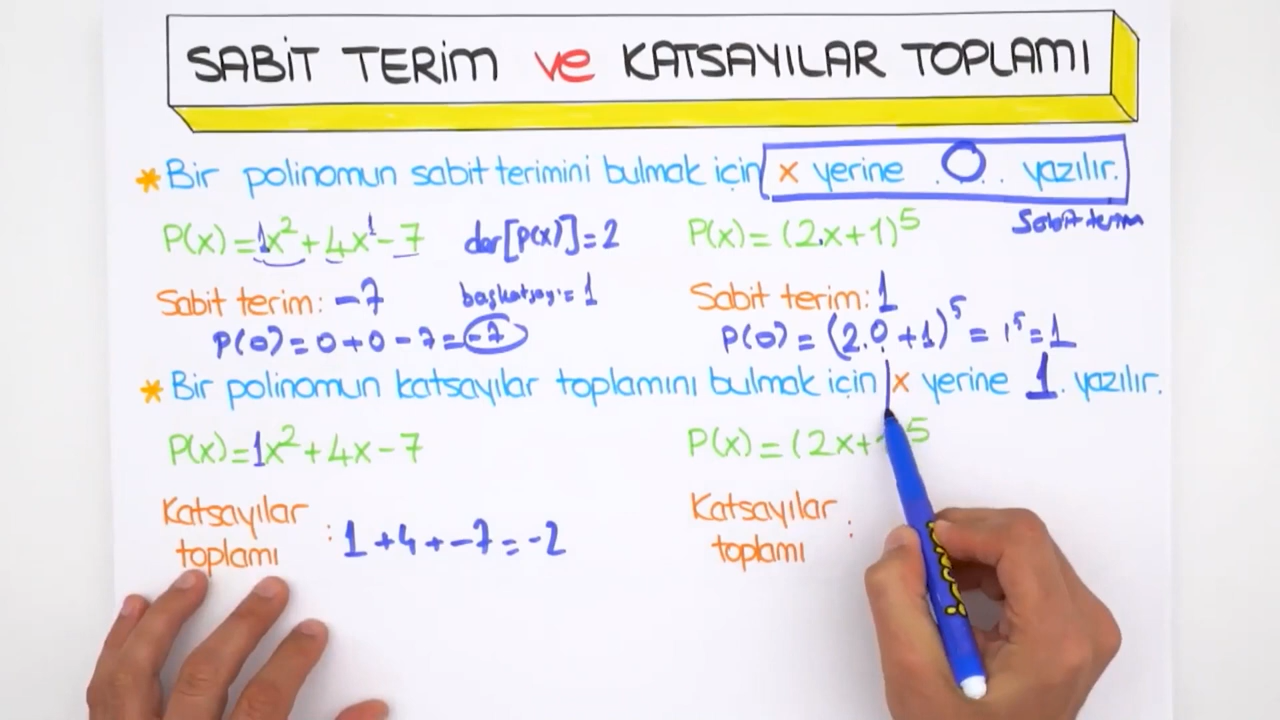 SABİT TERİM ve KATSAYILAR TOPLAMI
* Bir polinomun sabit terimini bulmak için x yerine . 0 . . yazılır.
Sabit terim
P(x) = 1x² + 4x¹ - 7
der[P(x)] = 2
Sabit terim: -7
başkatsayı = 1
P(0) = 0 + 0 - 7 = -7
P(x) = (2.x+1)⁵
Sabit terim: 1
P(0) = (2.0+1)⁵ = 1⁵ = 1
* Bir polinomun katsayılar toplamını bulmak için x yerine 1. yazılır.
P(x) = 1x² + 4x - 7
Katsayılar
toplamı : 1 + 4 + -7 = -2
P(x) = (2x+ ⁵
Katsayılar
toplamı :